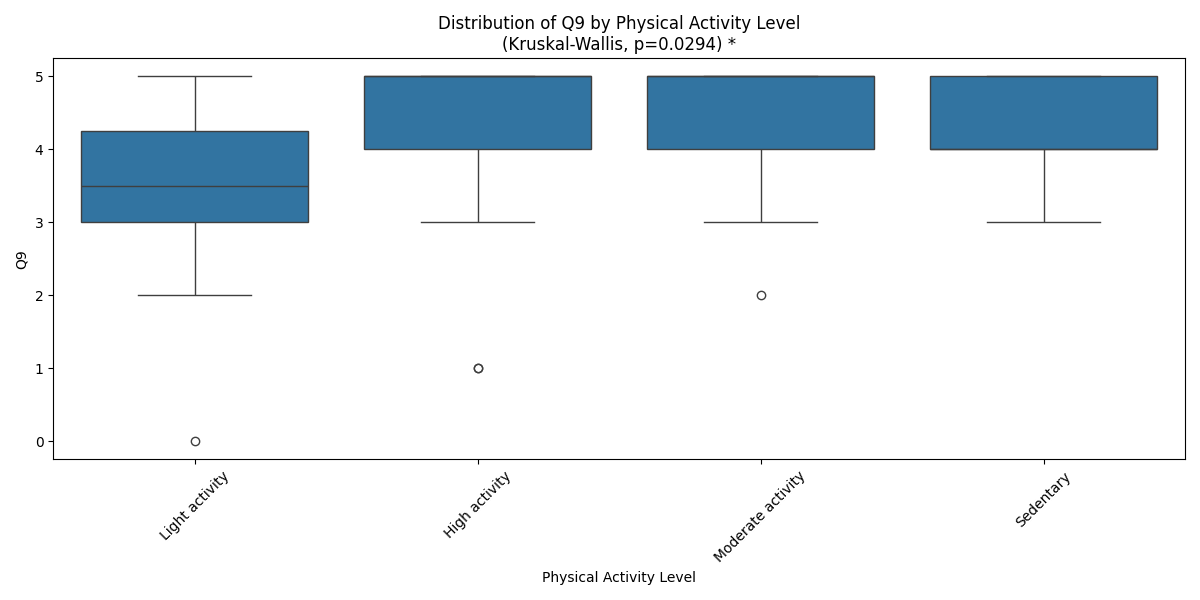 Distribution of Q9 by Physical Activity Level
(Kruskal-Wallis, p=0.0294) *
Q9
5
4
3
2
1
0
Light activity
High activity
Moderate activity
Sedentary
Physical Activity Level